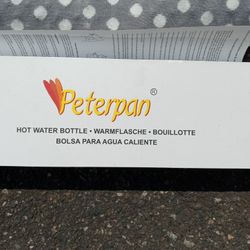 Peterpan®
HOT WATER BOTTLE • WARMFLASCHE • BOUILLOTTE
BOLSA PARA AGUA CALIENTE